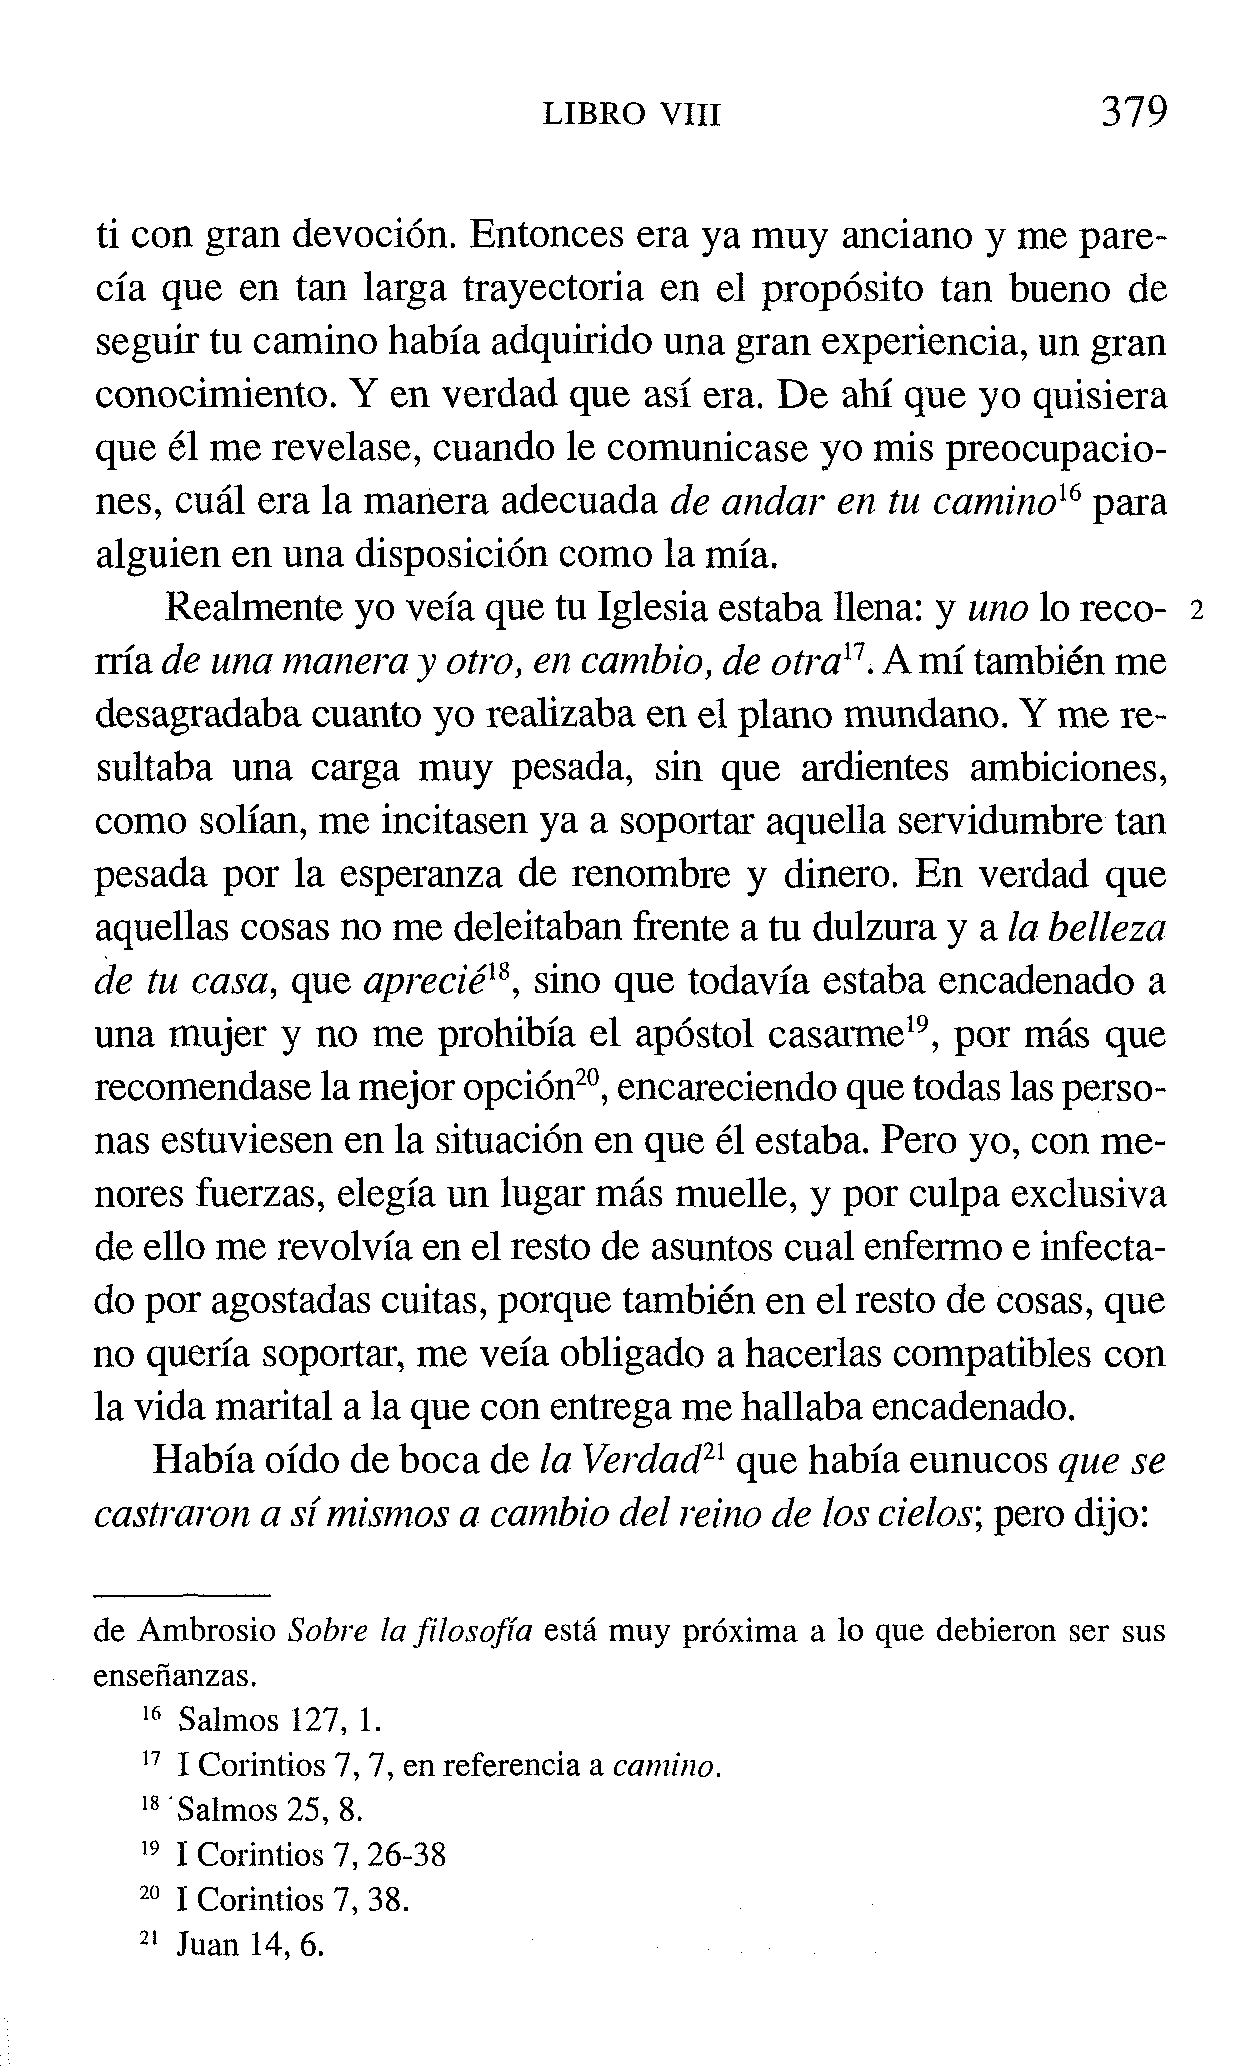 LIBRO VIII 379
ti con gran devoción. Entonces era ya muy anciano y me pare-
cía que en tan larga trayectoria en el propósito tan bueno de
seguir tu camino había adquirido una gran experiencia, un gran
conocimiento. Y en verdad que así era. De ahí que yo quisiera
que él me revelase, cuando le comunicase yo mis preocupacio-
nes, cuál era la manera adecuada de andar en tu camino¹⁶ para
alguien en una disposición como la mía.
Realmente yo veía que tu Iglesia estaba llena: y uno lo reco- 2
rría de una manera y otro, en cambio, de otra¹⁷. A mí también me
desagradaba cuanto yo realizaba en el plano mundano. Y me re-
sultaba una carga muy pesada, sin que ardientes ambiciones,
como solían, me incitasen ya a soportar aquella servidumbre tan
pesada por la esperanza de renombre y dinero. En verdad que
aquellas cosas no me deleitaban frente a tu dulzura y a la belleza
de tu casa, que aprecié¹⁸, sino que todavía estaba encadenado a
una mujer y no me prohibía el apóstol casarme¹⁹, por más que
recomendase la mejor opción²⁰, encareciendo que todas las perso-
nas estuviesen en la situación en que él estaba. Pero yo, con me-
nores fuerzas, elegía un lugar más muelle, y por culpa exclusiva
de ello me revolvía en el resto de asuntos cual enfermo e infecta-
do por agostadas cuitas, porque también en el resto de cosas, que
no quería soportar, me veía obligado a hacerlas compatibles con
la vida marital a la que con entrega me hallaba encadenado.
Había oído de boca de la Verdad²¹ que había eunucos que se
castraron a sí mismos a cambio del reino de los cielos; pero dijo:
de Ambrosio Sobre la filosofía está muy próxima a lo que debieron ser sus
enseñanzas.
¹⁶ Salmos 127, 1.
¹⁷ I Corintios 7, 7, en referencia a camino.
¹⁸ Salmos 25, 8.
¹⁹ I Corintios 7, 26-38
²⁰ I Corintios 7, 38.
²¹ Juan 14, 6.